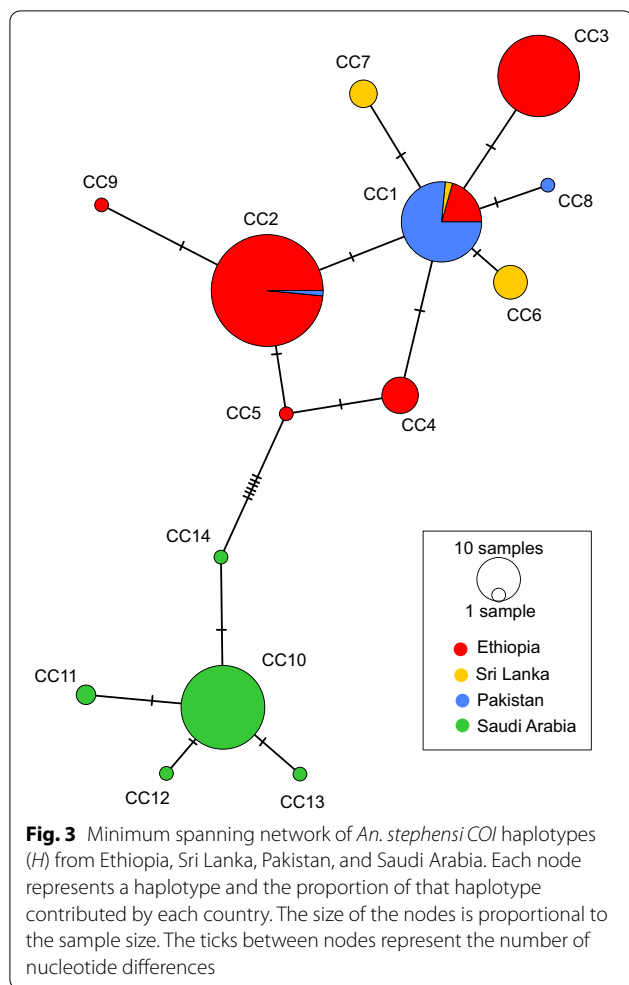 CC3
CC7
CC9
CC1
CC8
CC2
CC6
CC5
CC4
CC14
10 samples
1 sample
CC10
CC11
Ethiopia
Sri Lanka
Pakistan
Saudi Arabia
CC12
CC13
Fig. 3 Minimum spanning network of An. stephensi COI haplotypes
(H) from Ethiopia, Sri Lanka, Pakistan, and Saudi Arabia. Each node
represents a haplotype and the proportion of that haplotype
contributed by each country. The size of the nodes is proportional to
the sample size. The ticks between nodes represent the number of
nucleotide differences